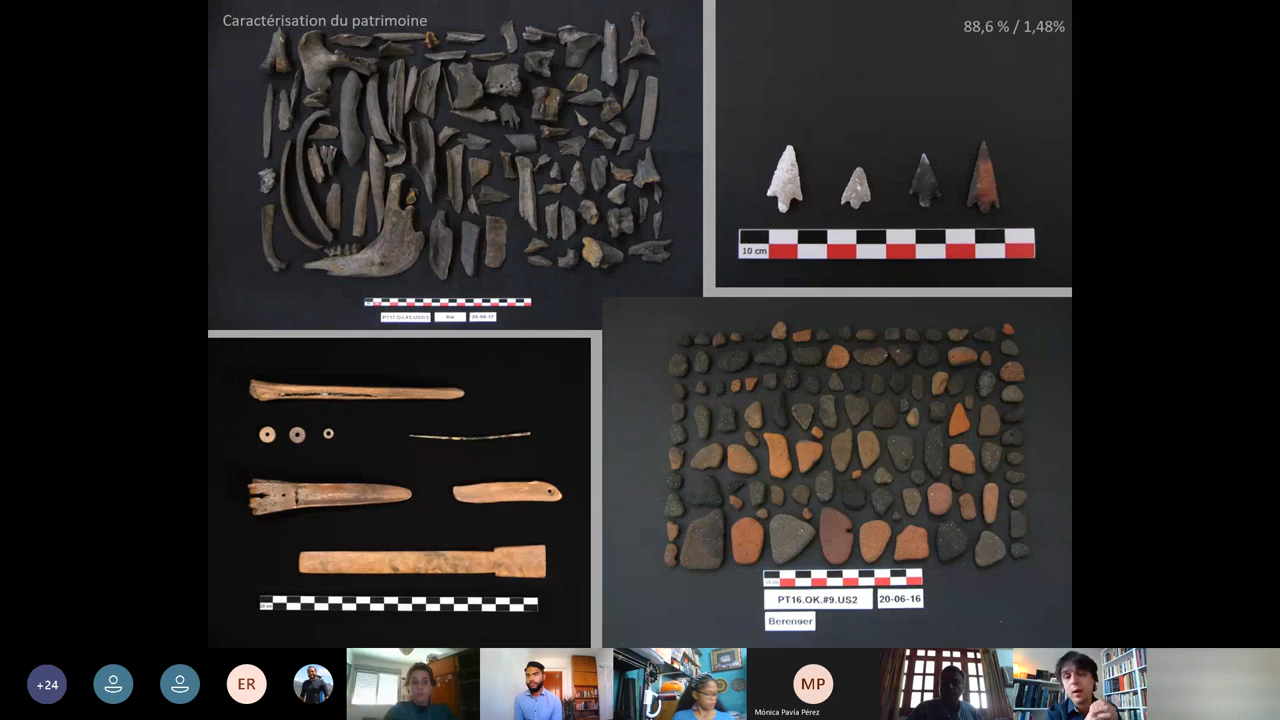 Caractérisation du patrimoine
88,6 % / 1,48%
10 cm
PT16.OK.#9.US2
20-06-16
Berenger
+24
ER
MP
Mónica Pavía Pérez